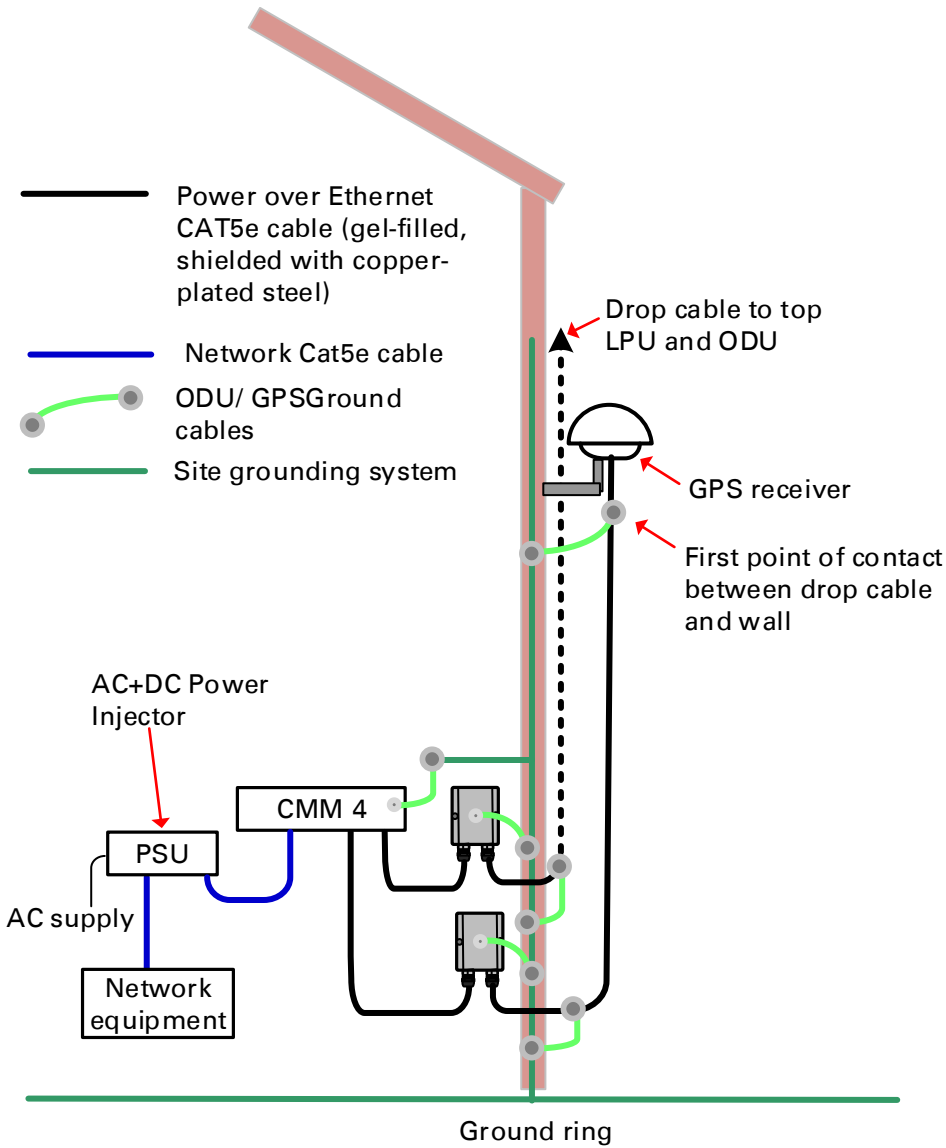 Power over Ethernet
CAT5e cable (gel-filled,
shielded with copper-
plated steel)
Network Cat5e cable
ODU/ GPSGround
cables
Site grounding system
Drop cable to top
LPU and ODU
GPS receiver
First point of contact
between drop cable
and wall
AC+DC Power
Injector
CMM 4
PSU
AC supply
Network
equipment
Ground ring